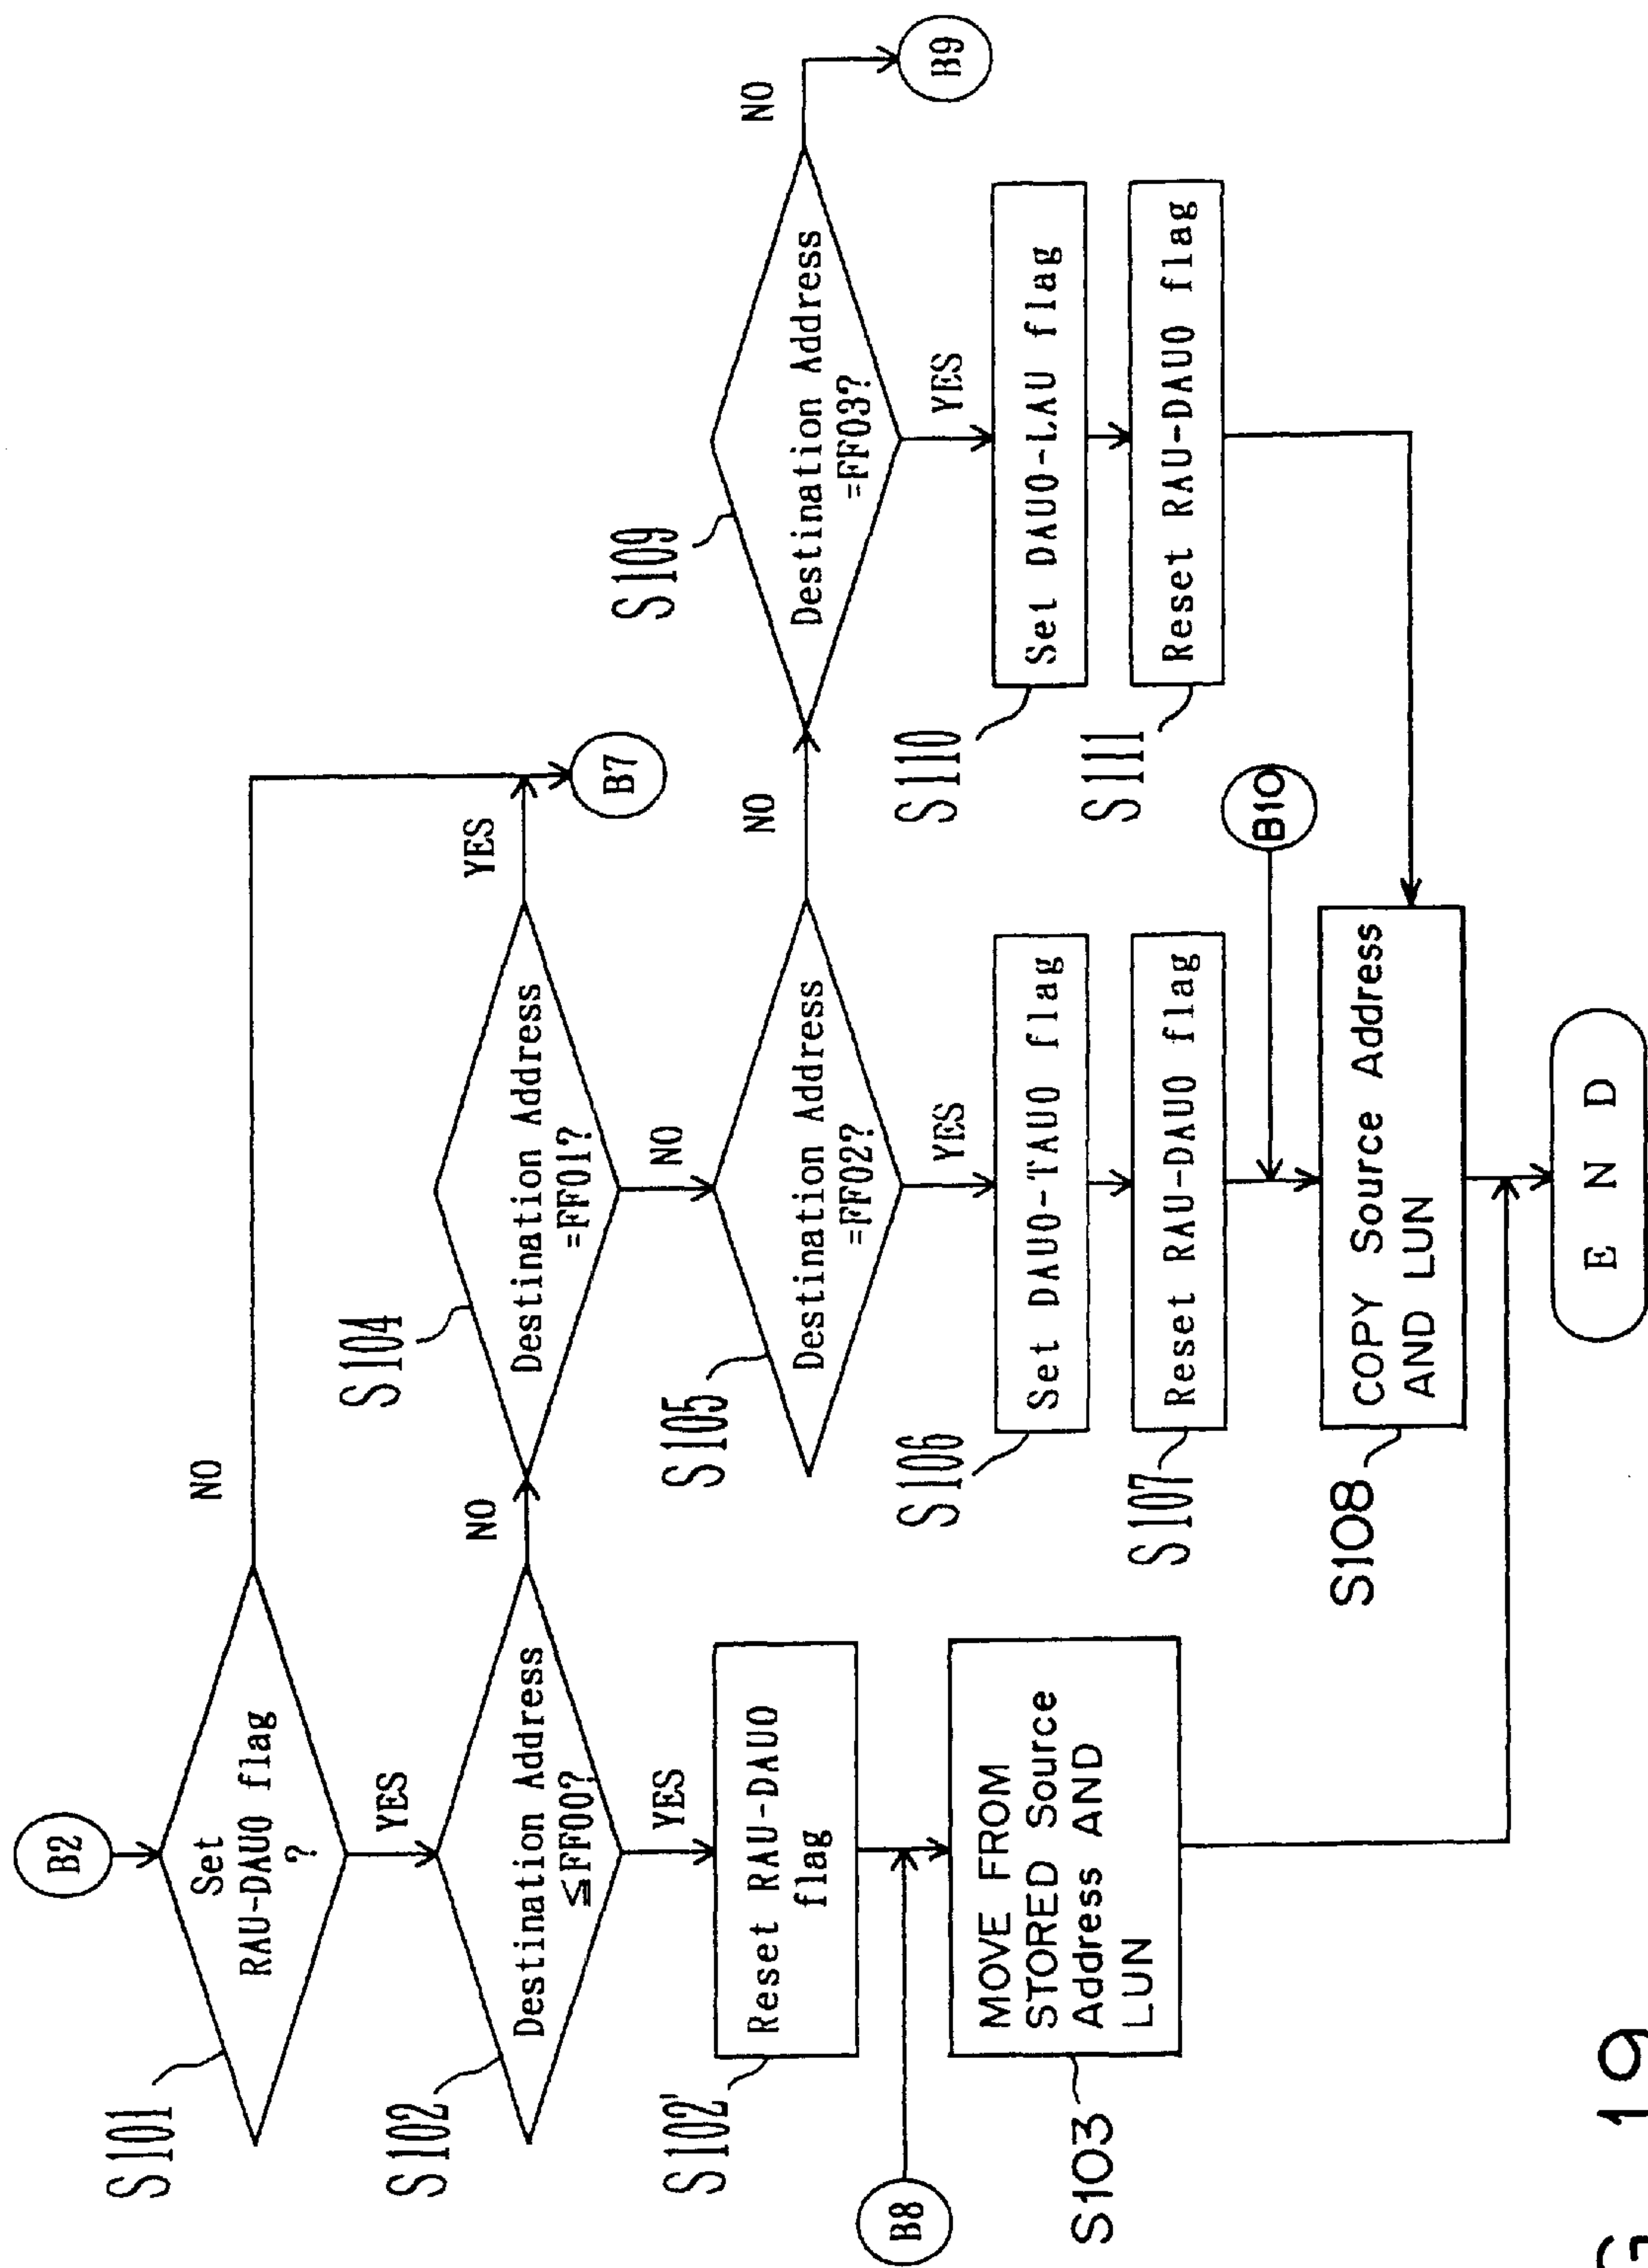 B2
S101
Set
RAU-DAU0 flag
?
NO
YES
S102
Destination Address
≦FF00?
NO
YES
S102'
Reset RAU-DAU0
flag
B8
S103
MOVE FROM
STORED Source
Address AND
LUN
S104
Destination Address
=FF01?
YES
B7
NO
S105
Destination Address
=FF02?
NO
YES
S106
Set DAU0-TAU0 flag
S107
Reset RAU-DAU0 flag
B10
S108
COPY Source Address
AND LUN
E N D
S109
Destination Address
=FF03?
NO
B9
YES
S110
Set DAU0-LAU flag
S111
Reset RAU-DAU0 flag
G 19